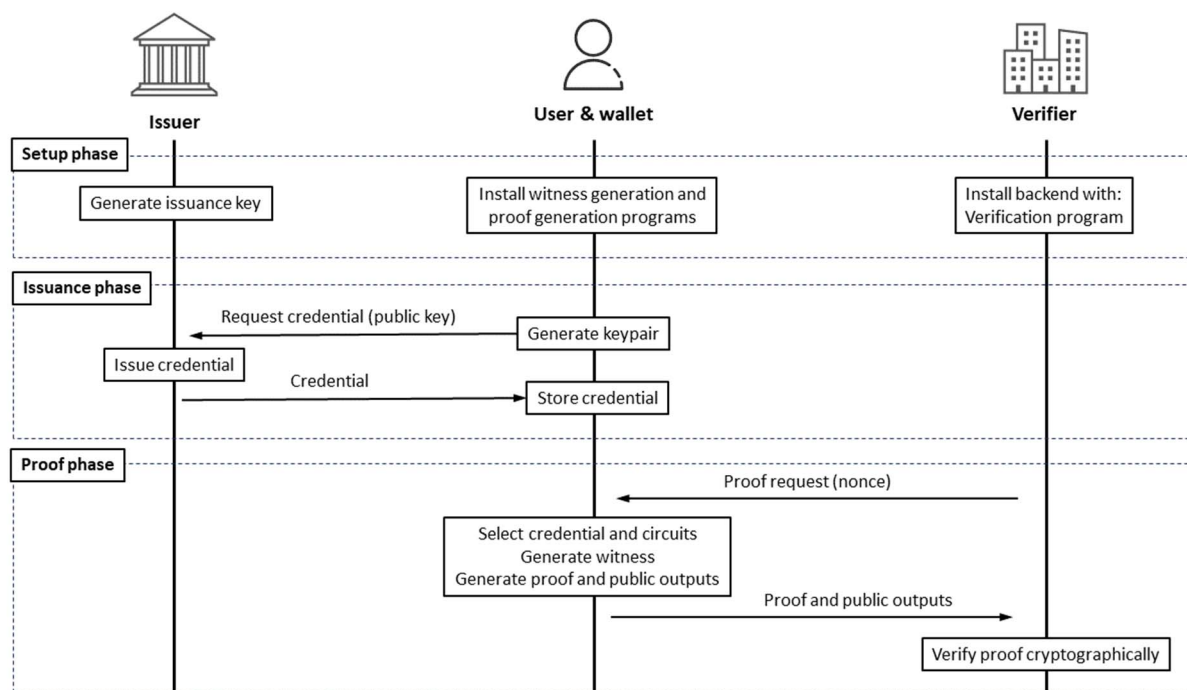 Issuer
User & wallet
Verifier
Setup phase
Generate issuance key
Install witness generation and
proof generation programs
Install backend with:
Verification program
Issuance phase
Request credential (public key)
Generate keypair
Issue credential
Credential
Store credential
Proof phase
Proof request (nonce)
Select credential and circuits
Generate witness
Generate proof and public outputs
Proof and public outputs
Verify proof cryptographically